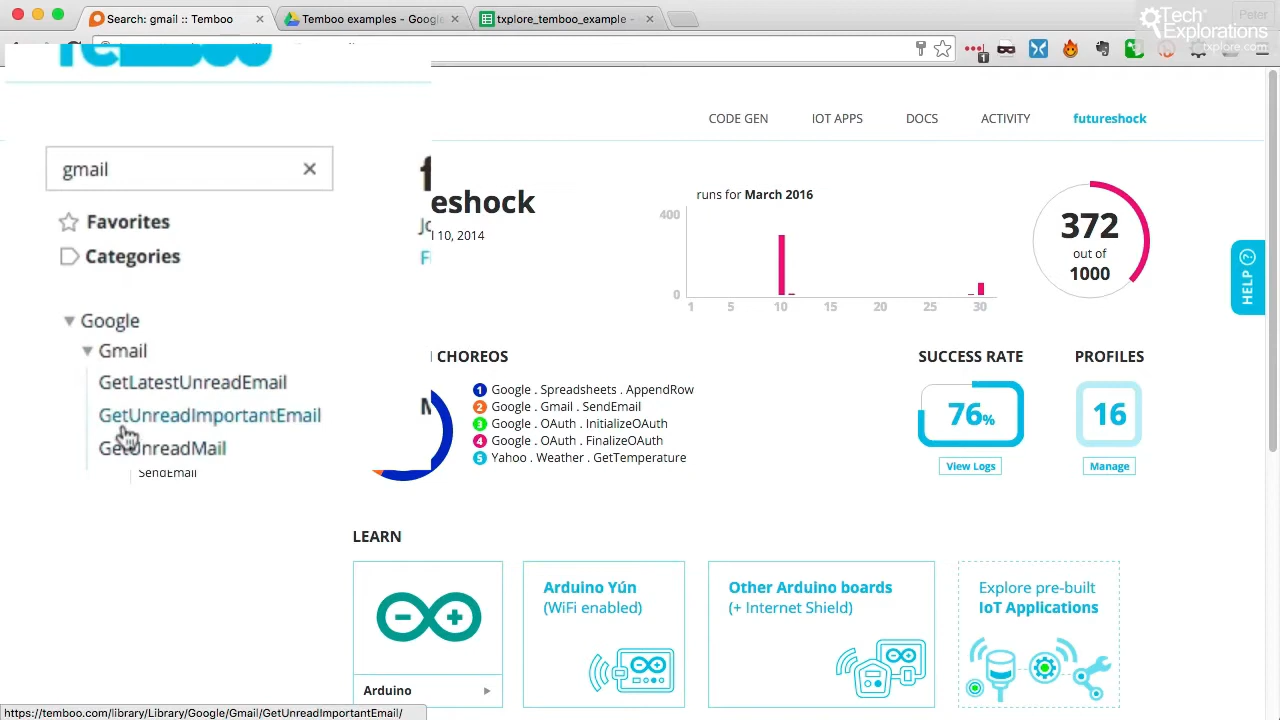 Search: gmail :: Temboo
Temboo examples - Google
txplore_temboo_example -
Peter
Tech
Explorations
txplore.com
1
CODE GEN
IOT APPS
DOCS
ACTIVITY
futureshock
gmail
Favorites
Categories
Google
Gmail
GetLatestUnreadEmail
GetUnreadImportantEmail
GetUnreadMail
SendEmail
eshock
l 10, 2014
runs for March 2016
400
0
1 5 10 15 20 25 30
372
out of
1000
HELP
CHOREOS
1 Google . Spreadsheets . AppendRow
2 Google . Gmail . SendEmail
3 Google . OAuth . InitializeOAuth
4 Google . OAuth . FinalizeOAuth
5 Yahoo . Weather . GetTemperature
SUCCESS RATE
76%
View Logs
PROFILES
16
Manage
LEARN
Arduino
Arduino Yún
(WiFi enabled)
Other Arduino boards
(+ Internet Shield)
Explore pre-built
IoT Applications
https://temboo.com/library/Library/Google/Gmail/GetUnreadImportantEmail/